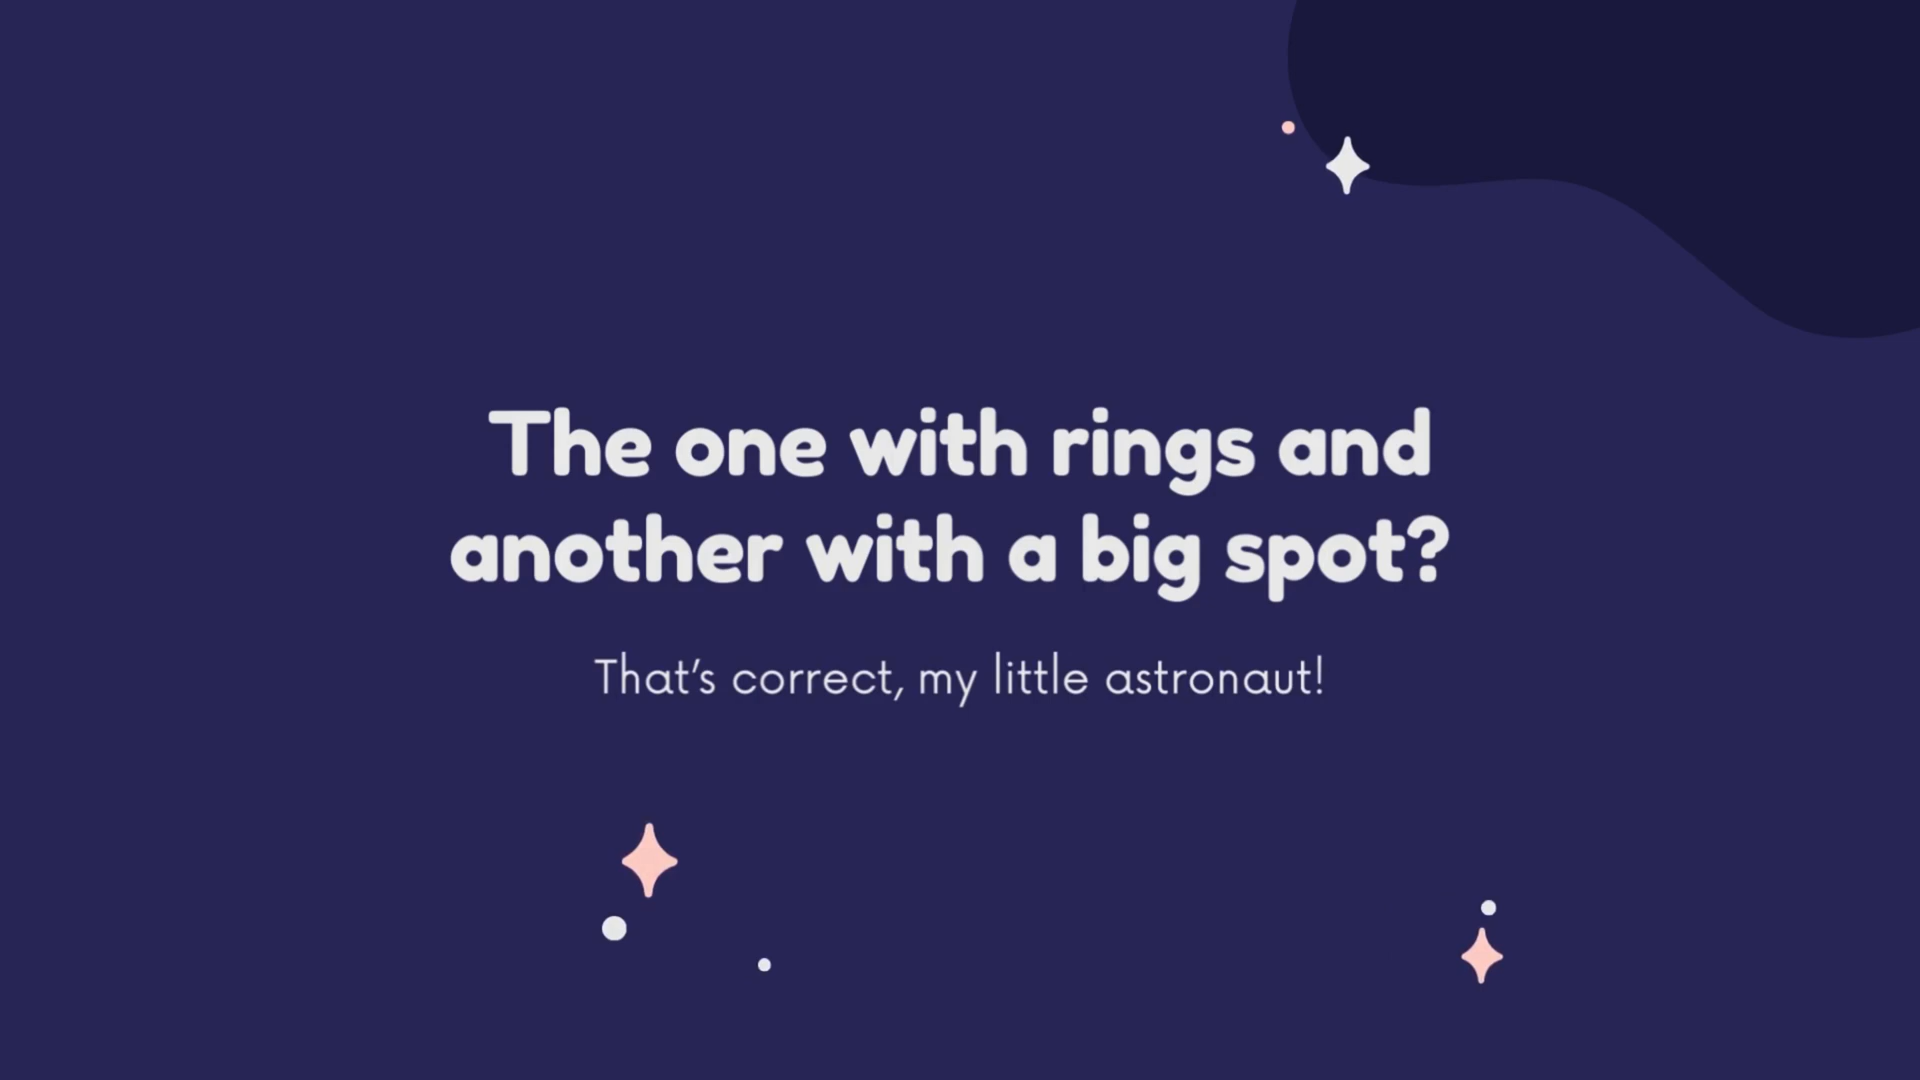 The one with rings and
another with a big spot?
That's correct, my little astronaut!